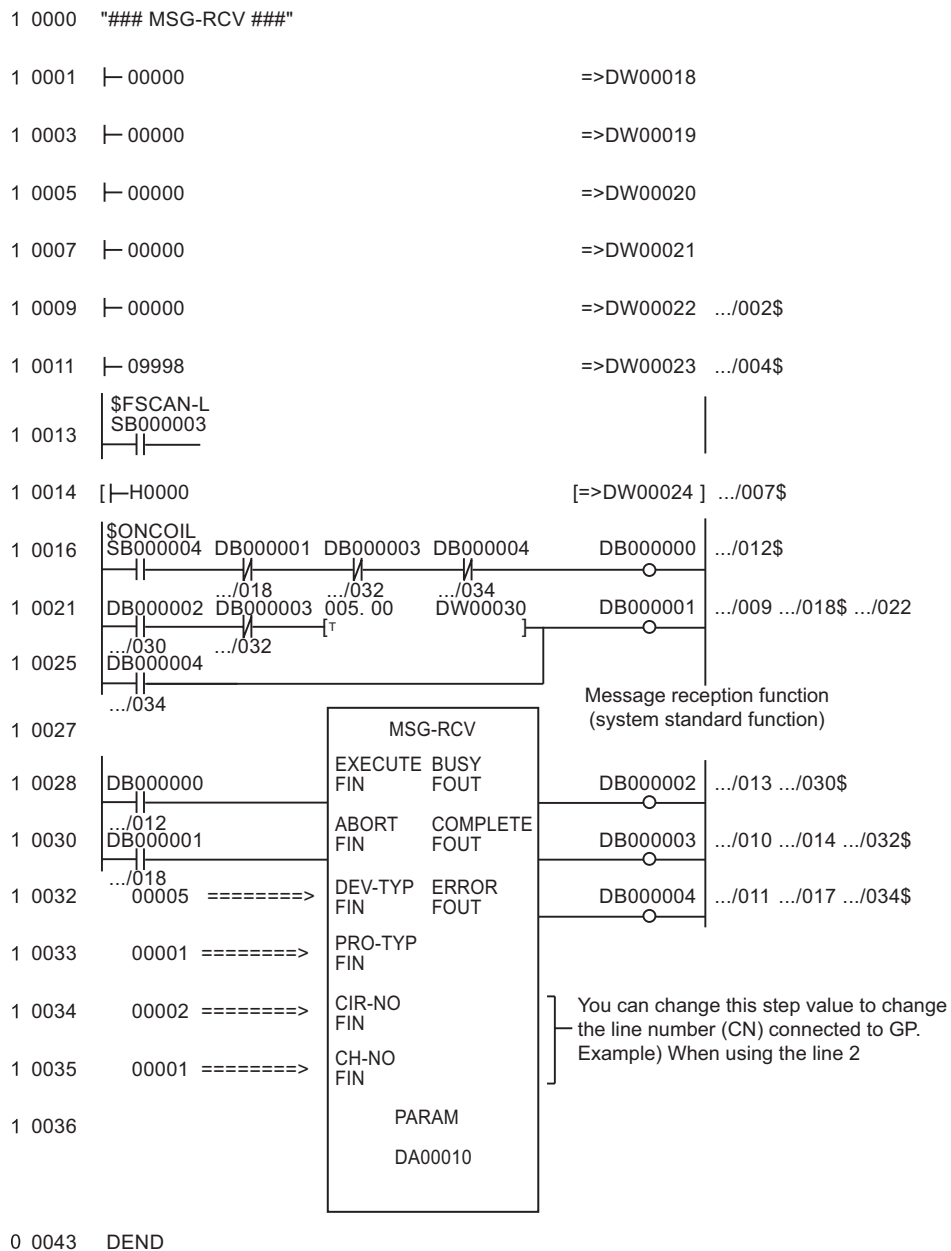 1 0000 "### MSG-RCV ###"
1 0001 00000 =>DW00018
1 0003 00000 =>DW00019
1 0005 00000 =>DW00020
1 0007 00000 =>DW00021
1 0009 00000 =>DW00022 .../002$
1 0011 09998 =>DW00023 .../004$
$FSCAN-L
SB000003
1 0013
1 0014 [ H0000 [=>DW00024 ] .../007$
$ONCOIL
1 0016 SB000004 DB000001 DB000003 DB000004 DB000000 .../012$
.../018 .../032 .../034
1 0021 DB000002 DB000003 005. 00 DW00030 DB000001 .../009 .../018$ .../022
[T ]
.../030 .../032
1 0025 DB000004
.../034
Message reception function
(system standard function)
1 0027 MSG-RCV
EXECUTE BUSY
1 0028 DB000000 FIN FOUT DB000002 .../013 .../030$
.../012
ABORT COMPLETE
1 0030 DB000001 FIN FOUT DB000003 .../010 .../014 .../032$
.../018
DEV-TYP ERROR
1 0032 00005 ========> FIN FOUT DB000004 .../011 .../017 .../034$
PRO-TYP
1 0033 00001 ========> FIN
CIR-NO
1 0034 00002 ========> FIN
You can change this step value to change
the line number (CN) connected to GP.
Example) When using the line 2
CH-NO
1 0035 00001 ========> FIN
1 0036 PARAM
DA00010
0 0043 DEND